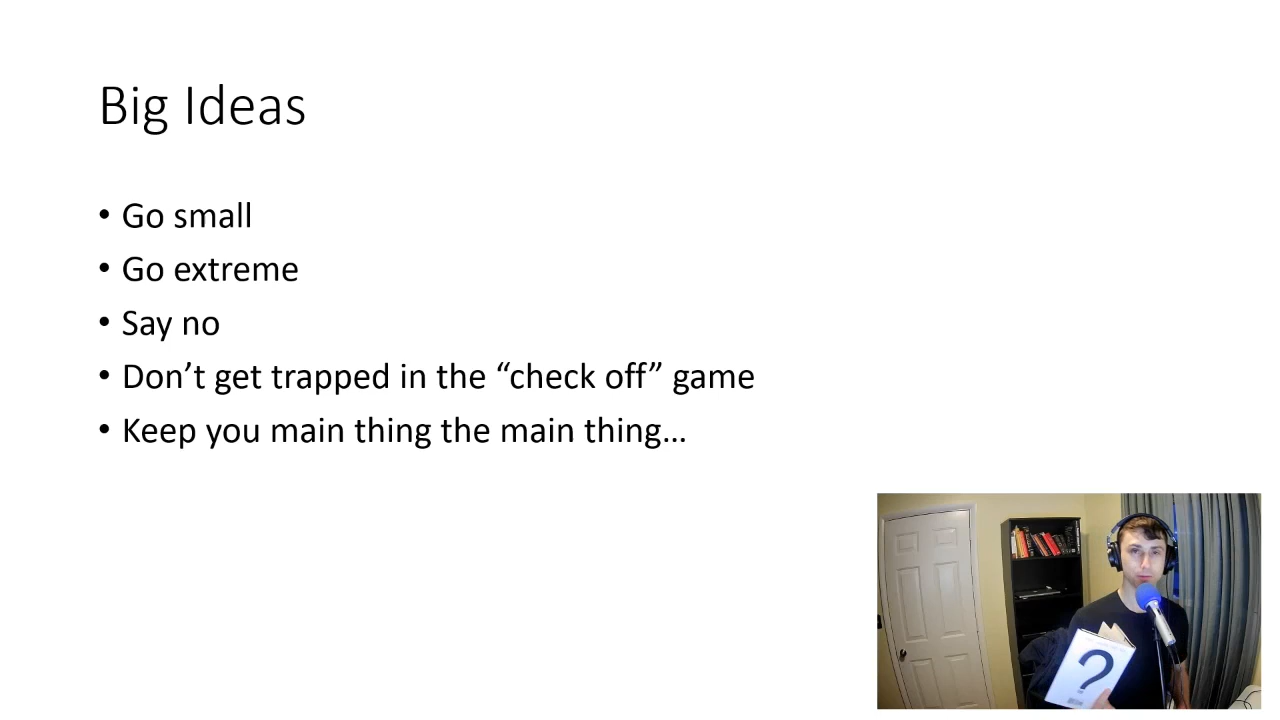 Big Ideas
• Go small
• Go extreme
• Say no
• Don’t get trapped in the “check off” game
• Keep you main thing the main thing…
?